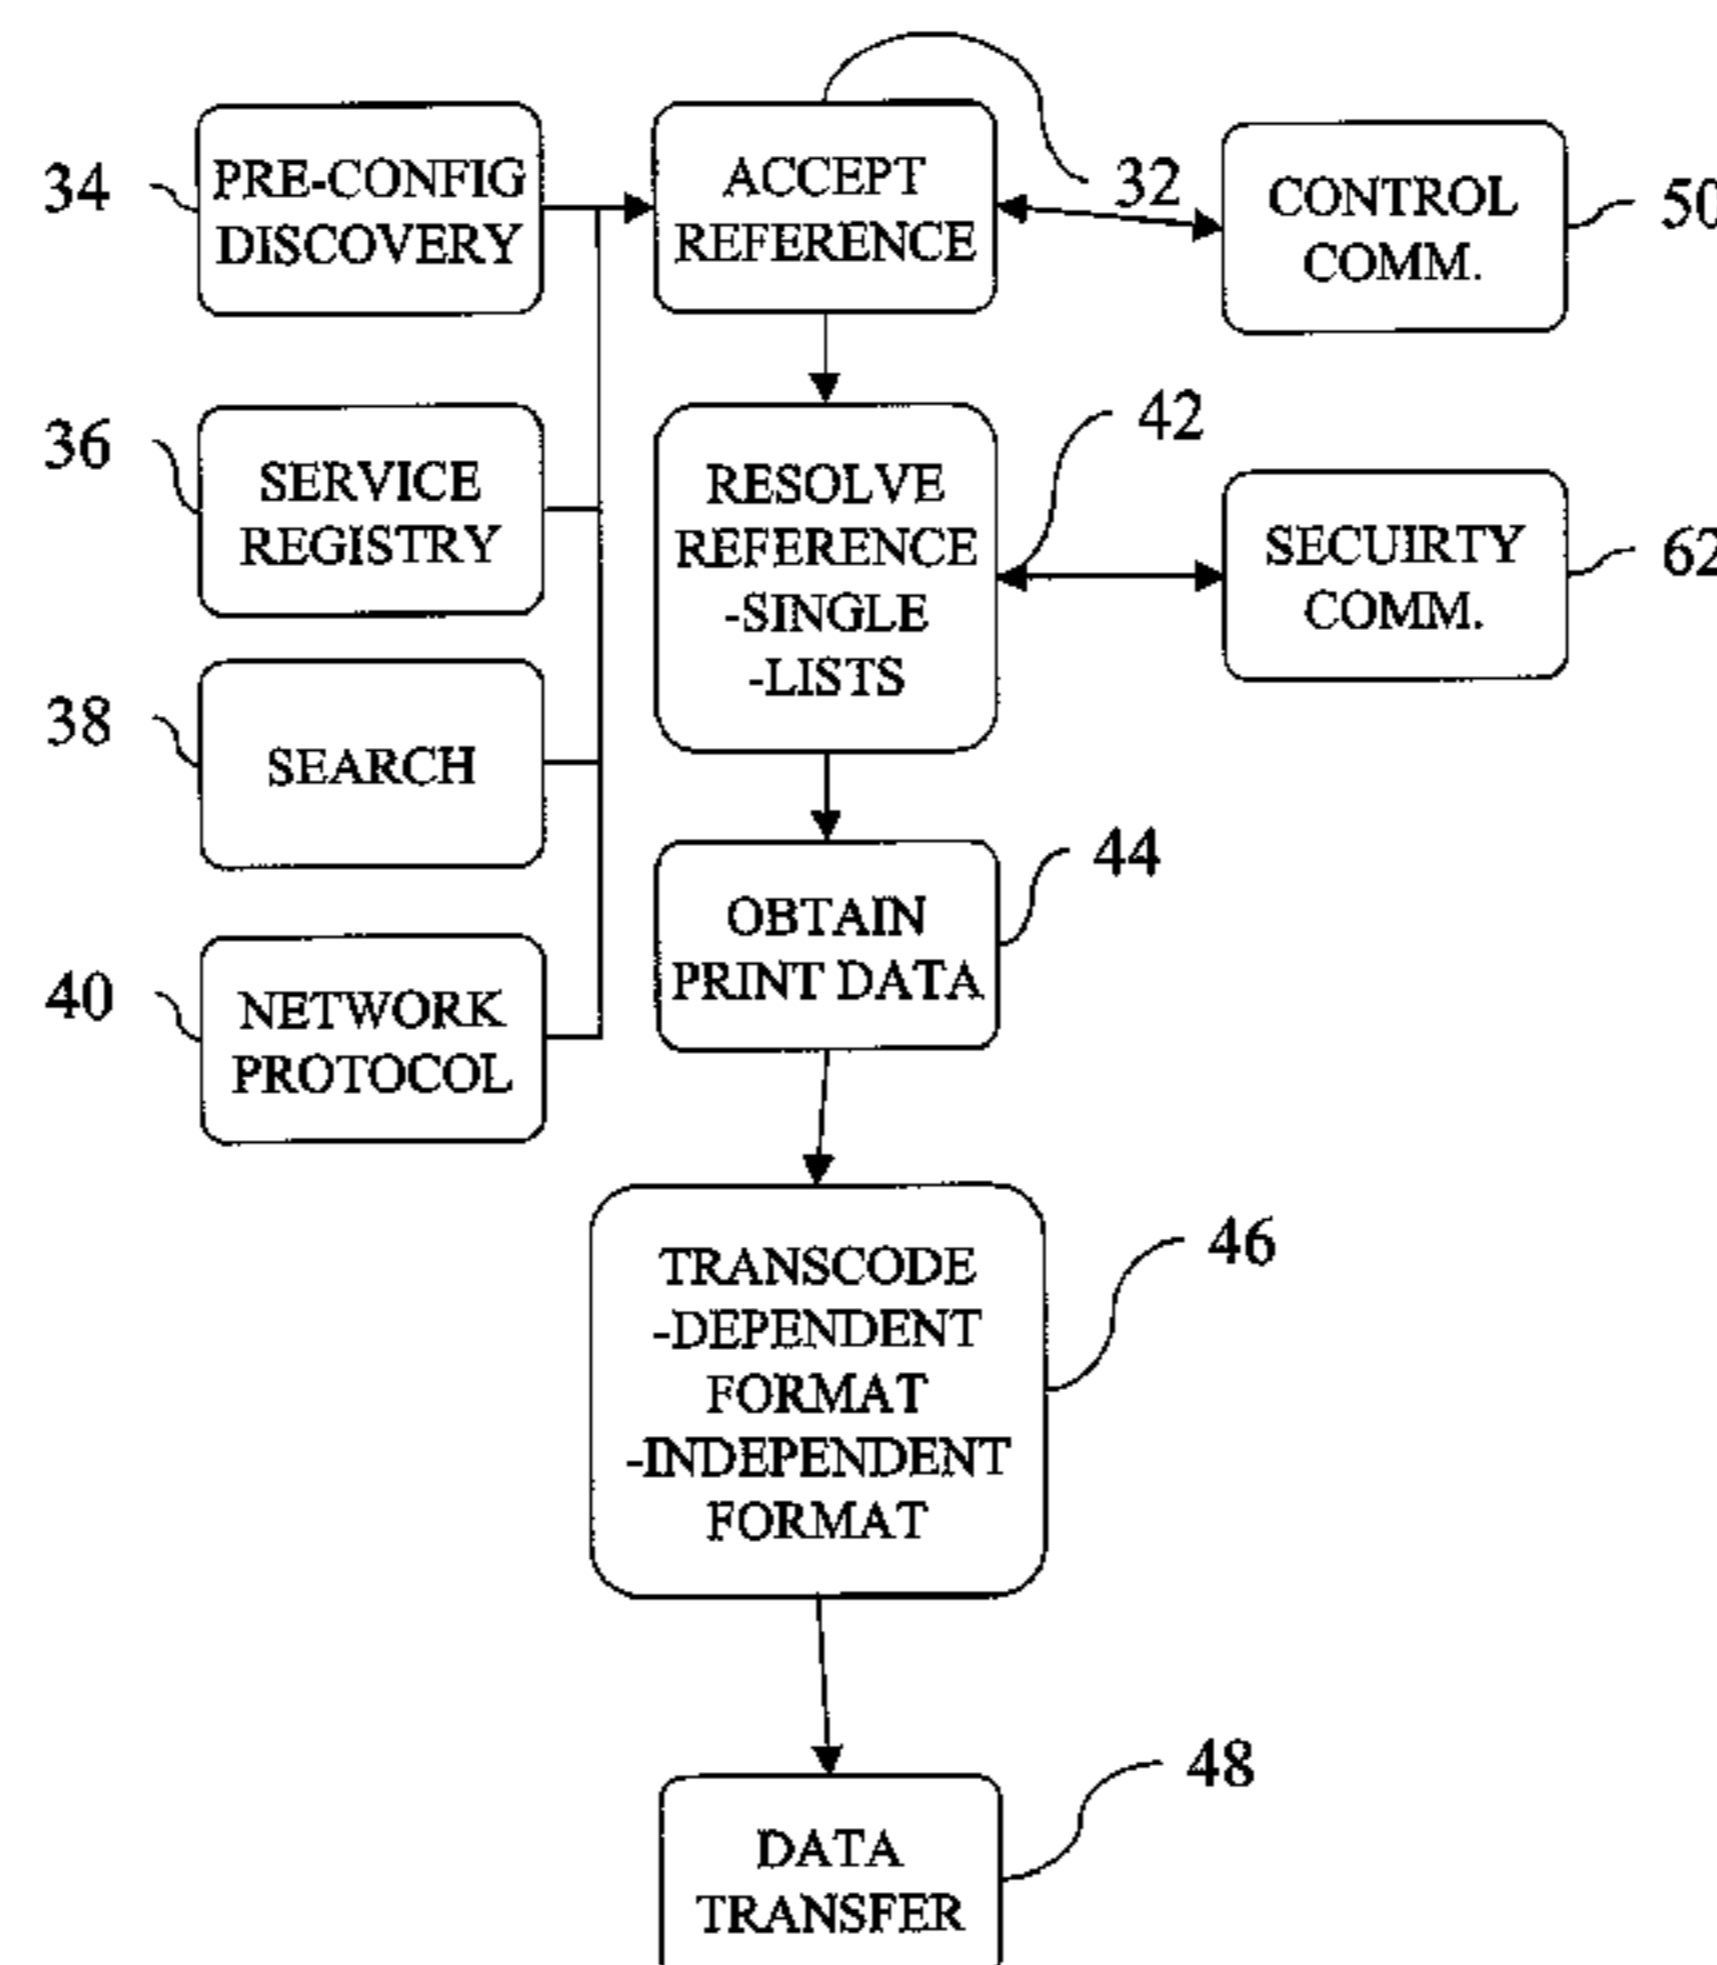 34
PRE-CONFIG
DISCOVERY
ACCEPT
REFERENCE
32
CONTROL
COMM.
50
36
SERVICE
REGISTRY
RESOLVE
REFERENCE
-SINGLE
-LISTS
42
SECUIRTY
COMM.
62
38
SEARCH
40
NETWORK
PROTOCOL
OBTAIN
PRINT DATA
44
TRANSCODE
-DEPENDENT
FORMAT
-INDEPENDENT
FORMAT
46
DATA
TRANSFER
48